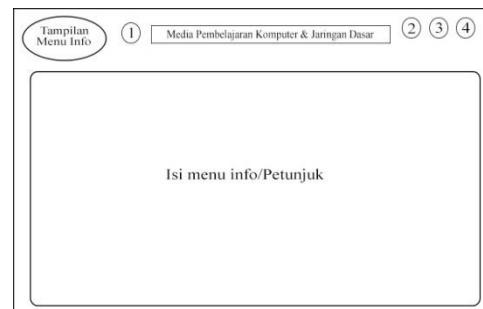 Tampilan
Menu Info
1
Media Pembelajaran Komputer & Jaringan Dasar
2 3 4
Isi menu info/Petunjuk